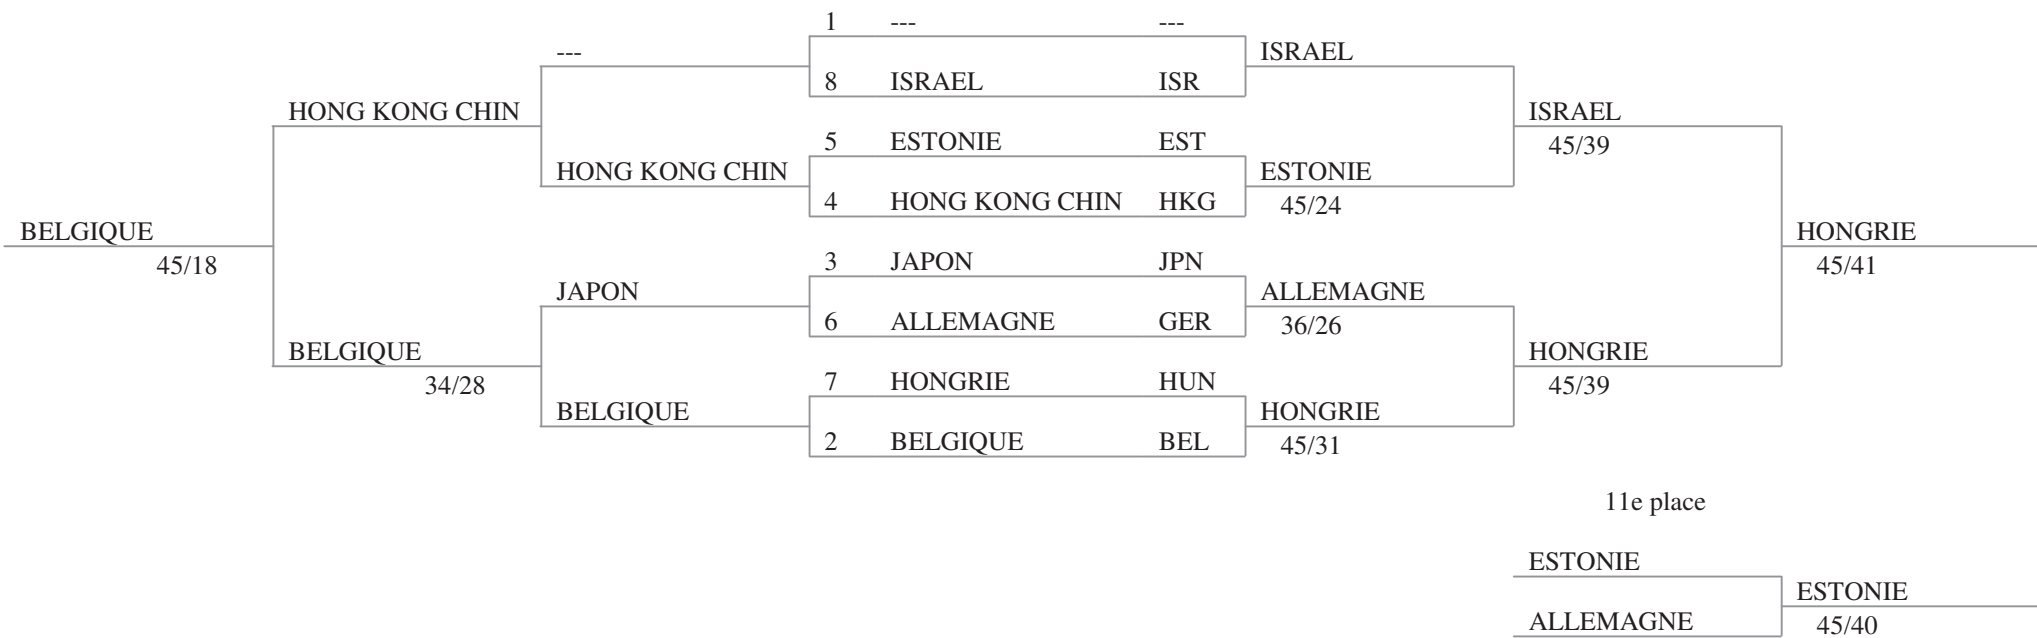 1 --- ---
--- ISRAEL
8 ISRAEL ISR
HONG KONG CHIN ISRAEL
5 ESTONIE EST 45/39
HONG KONG CHIN ESTONIE
4 HONG KONG CHIN HKG 45/24
BELGIQUE HONGRIE
45/18 3 JAPON JPN 45/41
JAPON ALLEMAGNE
6 ALLEMAGNE GER 36/26
BELGIQUE HONGRIE
34/28 7 HONGRIE HUN 45/39
BELGIQUE HONGRIE
2 BELGIQUE BEL 45/31
11e place
ESTONIE
ESTONIE
ALLEMAGNE 45/40